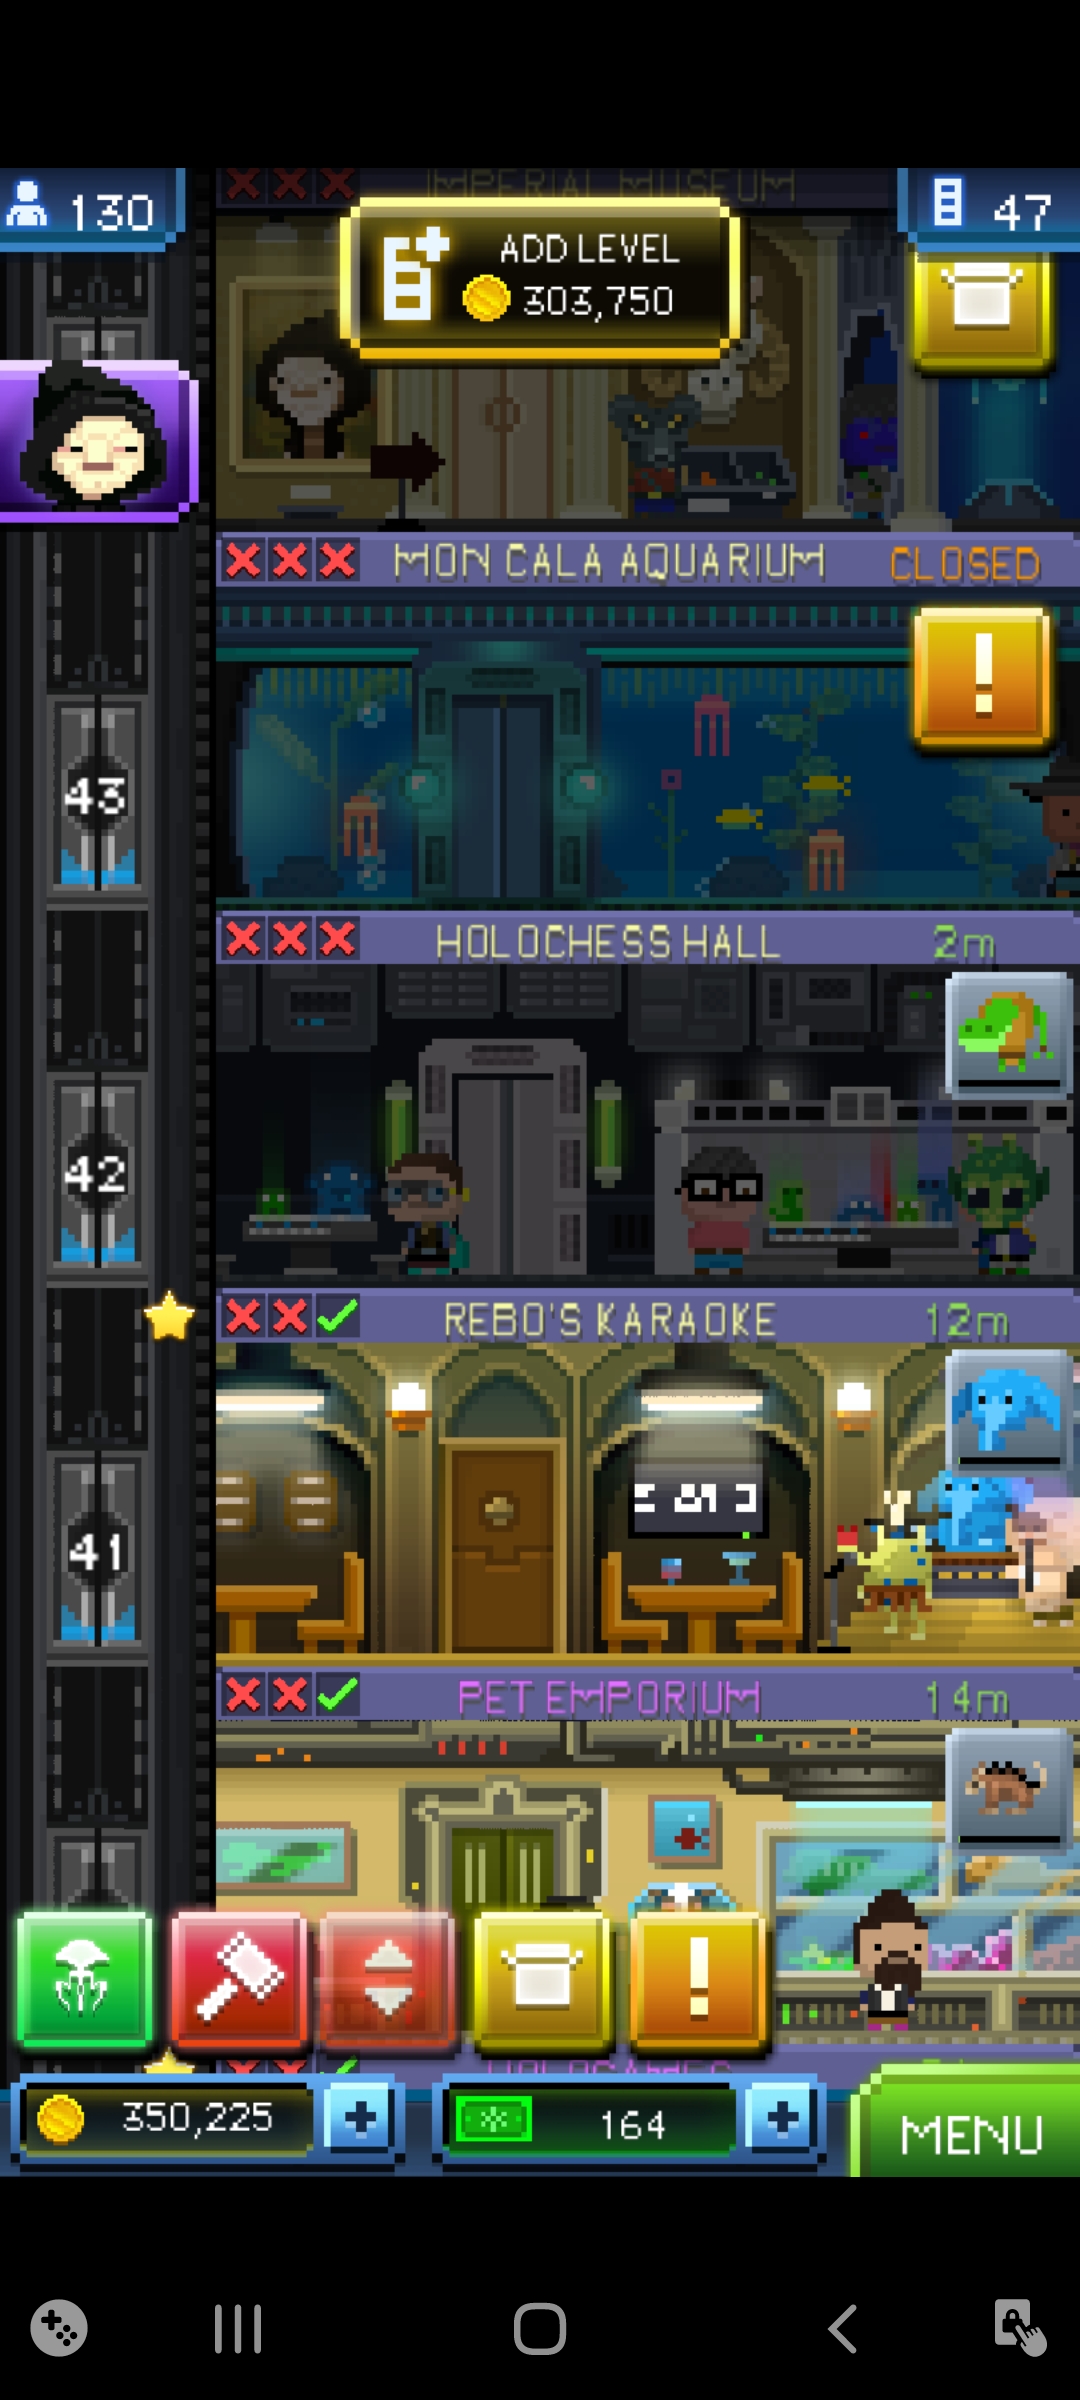 IMPERIAL MUSEUM
130
47
ADD LEVEL
303,750
MON CALA AQUARIUM
CLOSED
43
HOLOCHESS HALL
2m
42
REBO'S KARAOKE
12m
41
PET EMPORIUM
14m
350,225
164
MENU